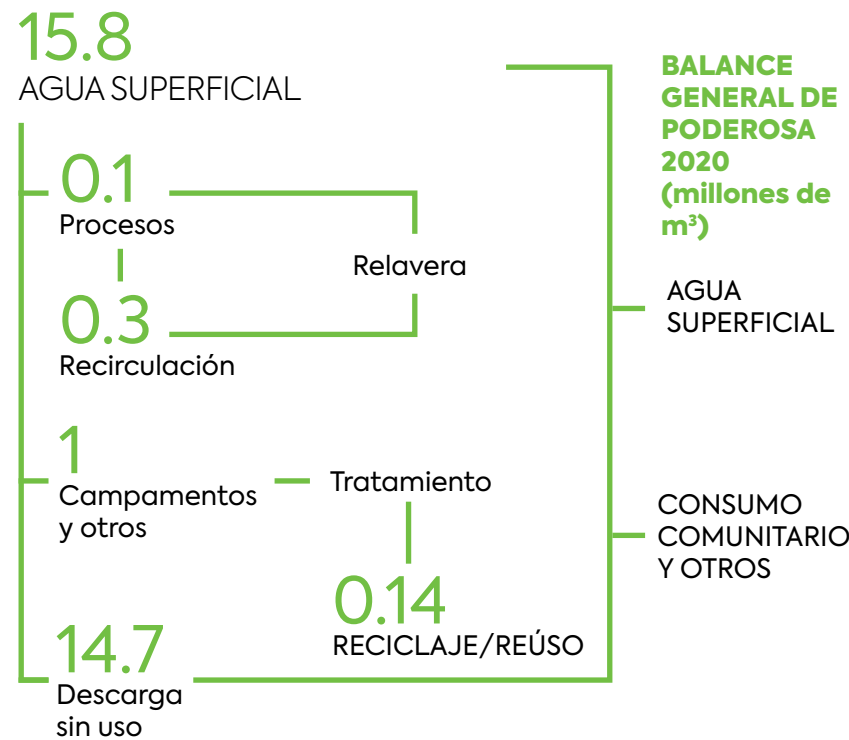 15.8
AGUA SUPERFICIAL
BALANCE
GENERAL DE
PODEROSA
2020
(millones de
m³)
0.1
Procesos
Relavera
0.3
Recirculación
AGUA
SUPERFICIAL
1
Campamentos
y otros
Tratamiento
0.14
RECICLAJE/REÚSO
CONSUMO
COMUNITARIO
Y OTROS
14.7
Descarga
sin uso